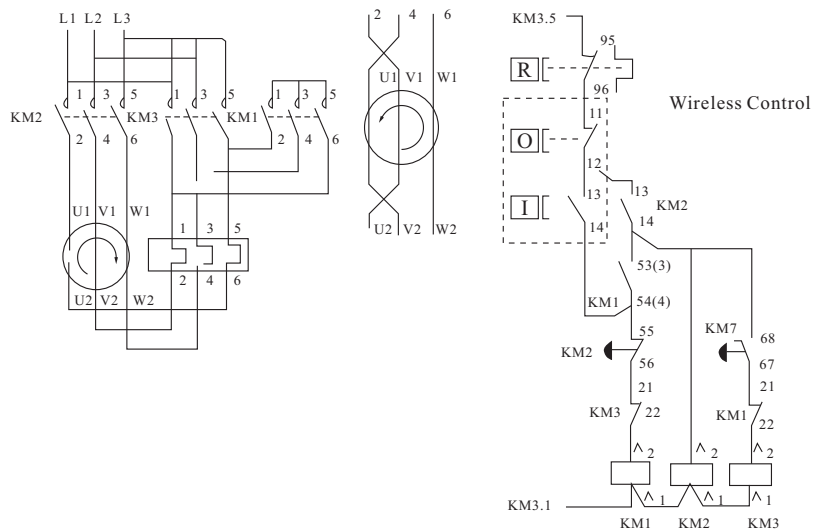 L1 L2 L3
1 3 5 1 3 5 1 3 5
KM2 KM3 KM1
2 4 6 2 4 6 2 4 6
U1 V1 W1
1 3 5
2 4 6
U2 V2 W2
2 4 6
U1 V1 W1
U2 V2 W2
KM3.5
95
R
96
Wireless Control
11
O
12
13
13
KM2
I
14
14
53(3)
KM1
54(4)
55
KM7
68
KM2
56
67
21
21
KM3
22
KM1
22
^ 2
^ 2
^ 2
KM3.1
^ 1
^ 1
^ 1
KM1 KM2 KM3